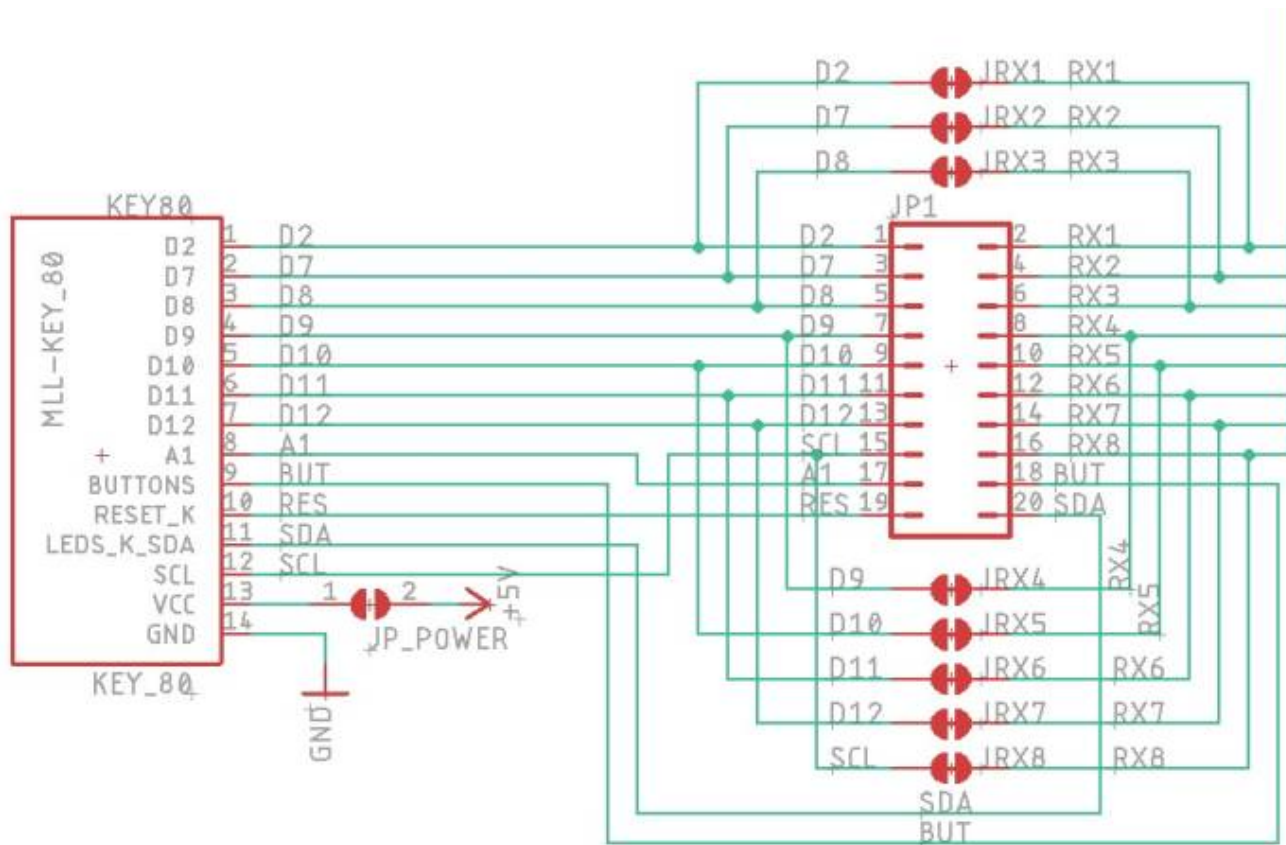 D2 JRX1 RX1
D7 JRX2 RX2
D8 JRX3 RX3
KEY80 JP1
D2 1 D2 D2 1 2 RX1
D7 2 D7 D7 3 4 RX2
D8 3 D8 D8 5 6 RX3
D9 4 D9 D9 7 8 RX4
D10 5 D10 D10 9 10 RX5
D11 6 D11 D11 11 12 RX6
D12 7 D12 D12 13 14 RX7
A1 8 A1 SCL 15 16 RX8
BUTTONS 9 BUT A1 17 18 BUT
RESET_K 10 RES RES 19 20 SDA
LEDS_K_SDA 11 SDA
SCL 12 SCL
VCC 13 1 2 +5V
GND 14 JP_POWER
MLL-KEY_80
KEY_80
GND
D9 JRX4 RX4
D10 JRX5 RX5
D11 JRX6 RX6
D12 JRX7 RX7
SCL JRX8 RX8
SDA
BUT